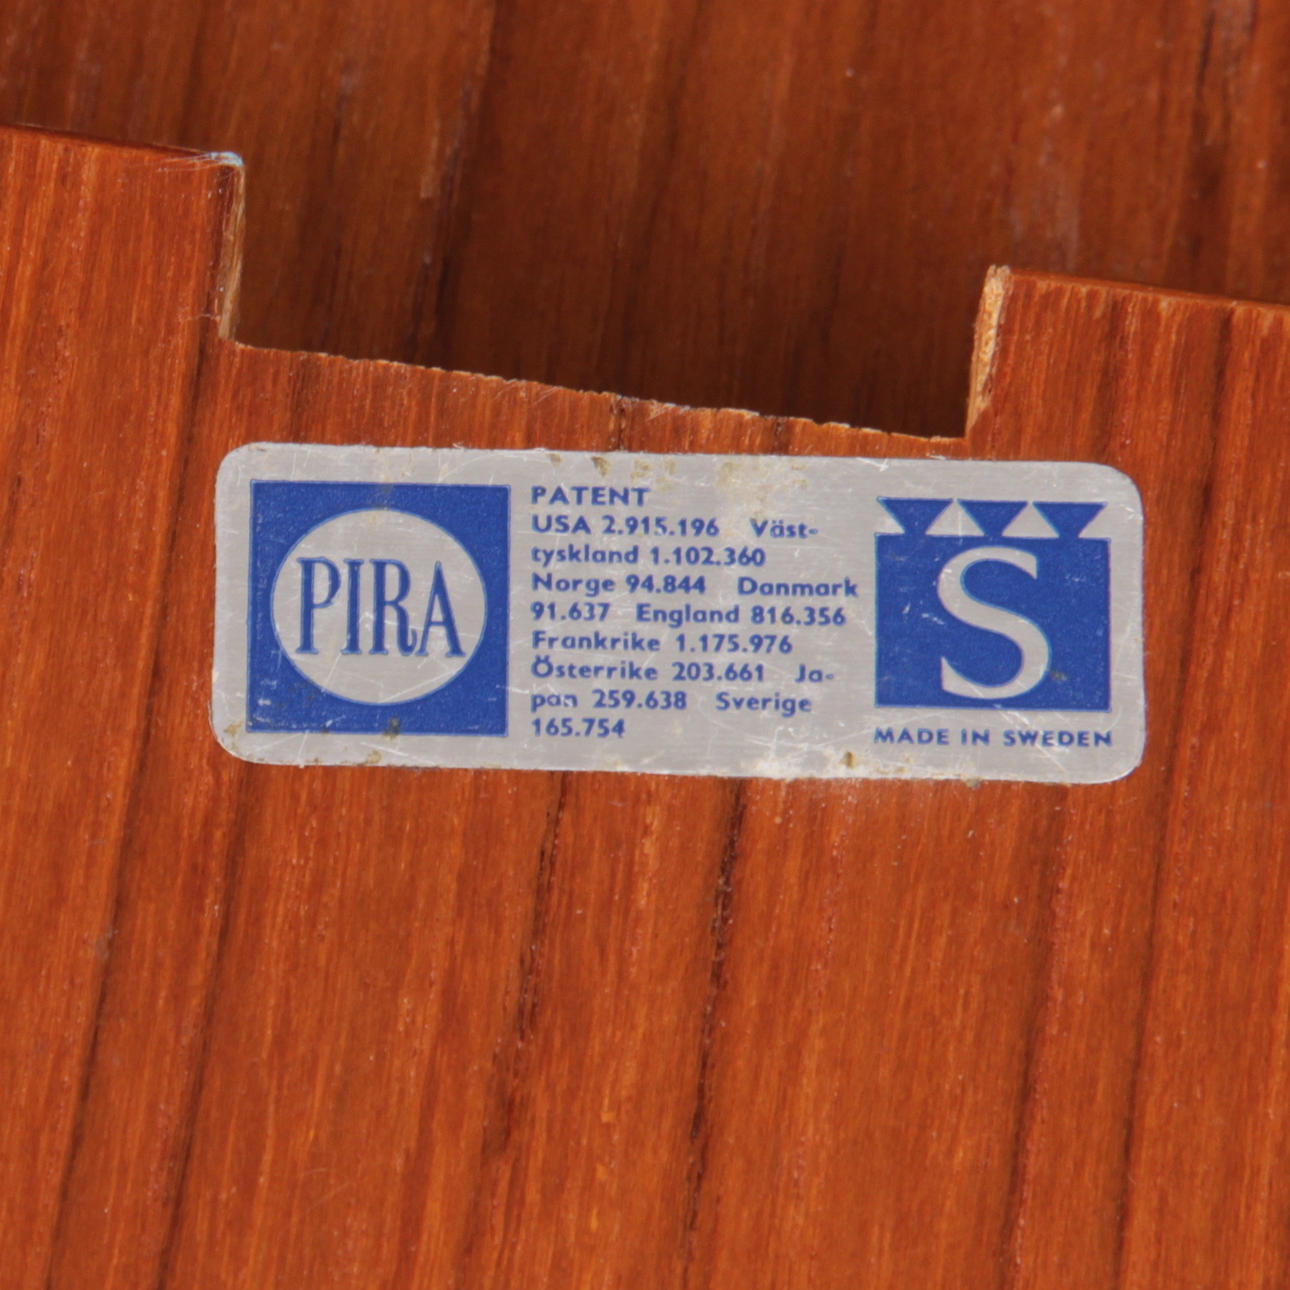 PIRA
PATENT
USA 2.915.196 Väst-
tyskland 1.102.360
Norge 94.844 Danmark
91.637 England 816.356
Frankrike 1.175.976
Österrike 203.661 Ja-
pan 259.638 Sverige
165.754
S
MADE IN SWEDEN